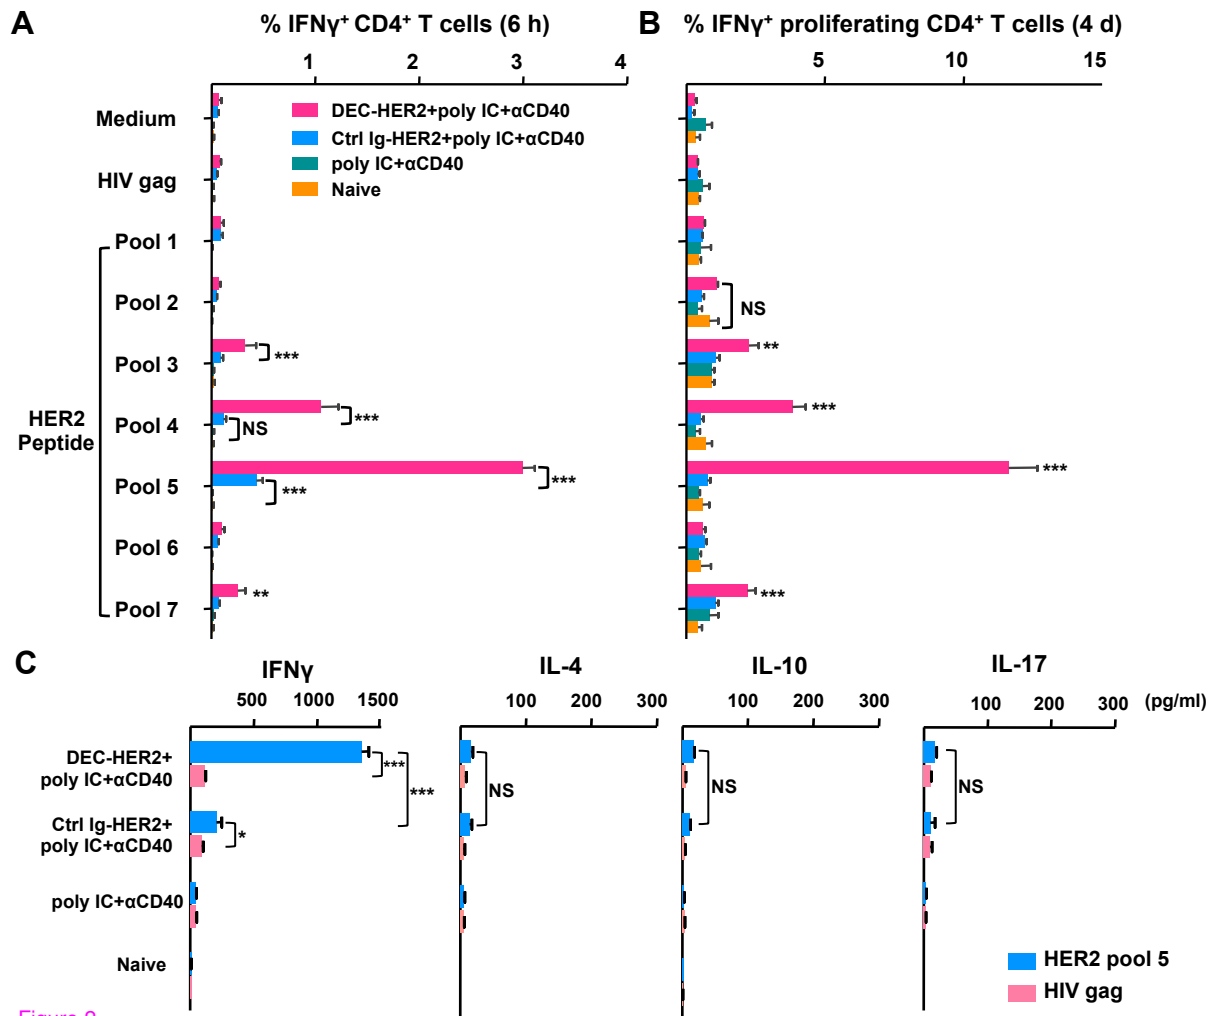 A
% IFNγ⁺ CD4⁺ T cells (6 h)
1 2 3 4
DEC-HER2+poly IC+αCD40
Ctrl Ig-HER2+poly IC+αCD40
poly IC+αCD40
Naive
Medium
HIV gag
Pool 1
Pool 2
Pool 3
***
Pool 4
***
NS
Pool 5
***
***
Pool 6
Pool 7
**
HER2
Peptide
B
% IFNγ⁺ proliferating CD4⁺ T cells (4 d)
5 10 15
NS
**
***
***
***
C
IFNγ
500 1000 1500
IL-4
100 200 300
IL-10
100 200 300
IL-17
100 200 300 (pg/ml)
DEC-HER2+
poly IC+αCD40
***
***
NS
NS
NS
Ctrl Ig-HER2+
poly IC+αCD40
*
poly IC+αCD40
Naive
HER2 pool 5
HIV gag